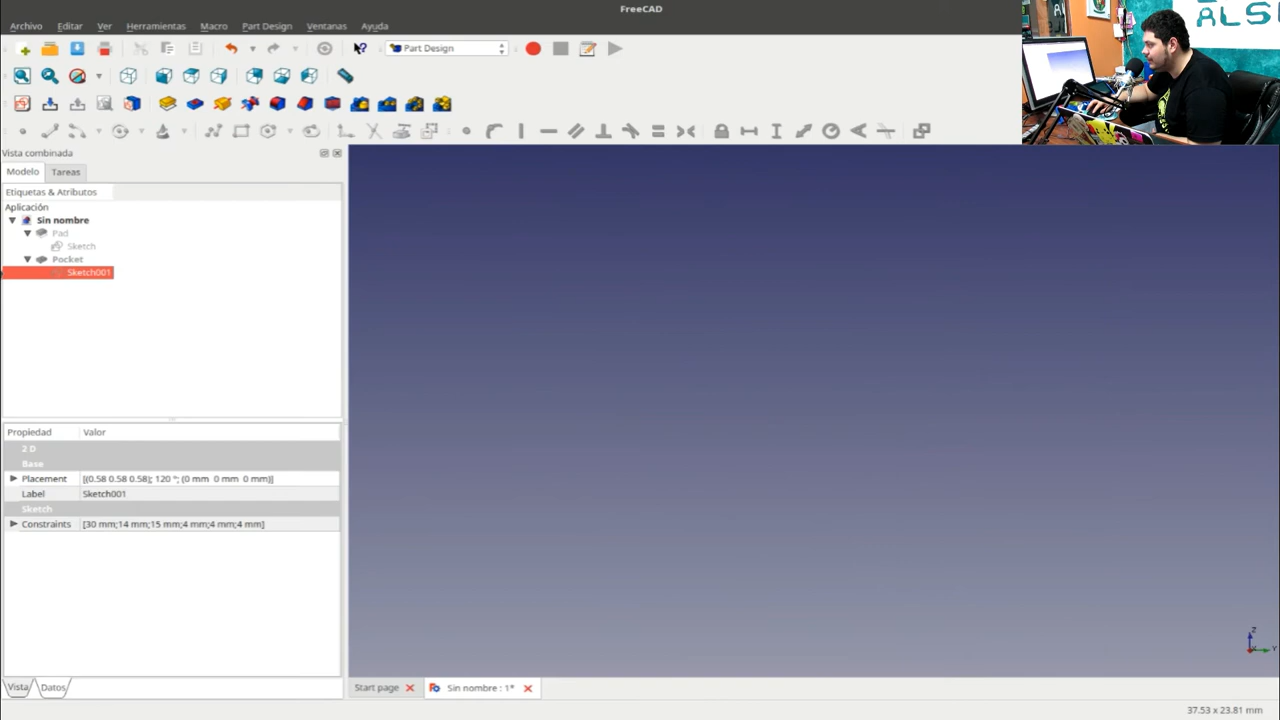 FreeCAD
Archivo Editar Ver Herramientas Macro Part Design Ventanas Ayuda
Part Design
ALS
Vista combinada
Modelo Tareas
Etiquetas & Atributos
Aplicación
Sin nombre
Pad
Sketch
Pocket
Sketch001
Propiedad Valor
2 D
Base
Placement [(0.58 0.58 0.58); 120 °; (0 mm 0 mm 0 mm)]
Label Sketch001
Sketch
Constraints [30 mm;14 mm;15 mm;4 mm;4 mm;4 mm]
Z
Y
Vista Datos
Start page Sin nombre : 1*
37.53 x 23.81 mm